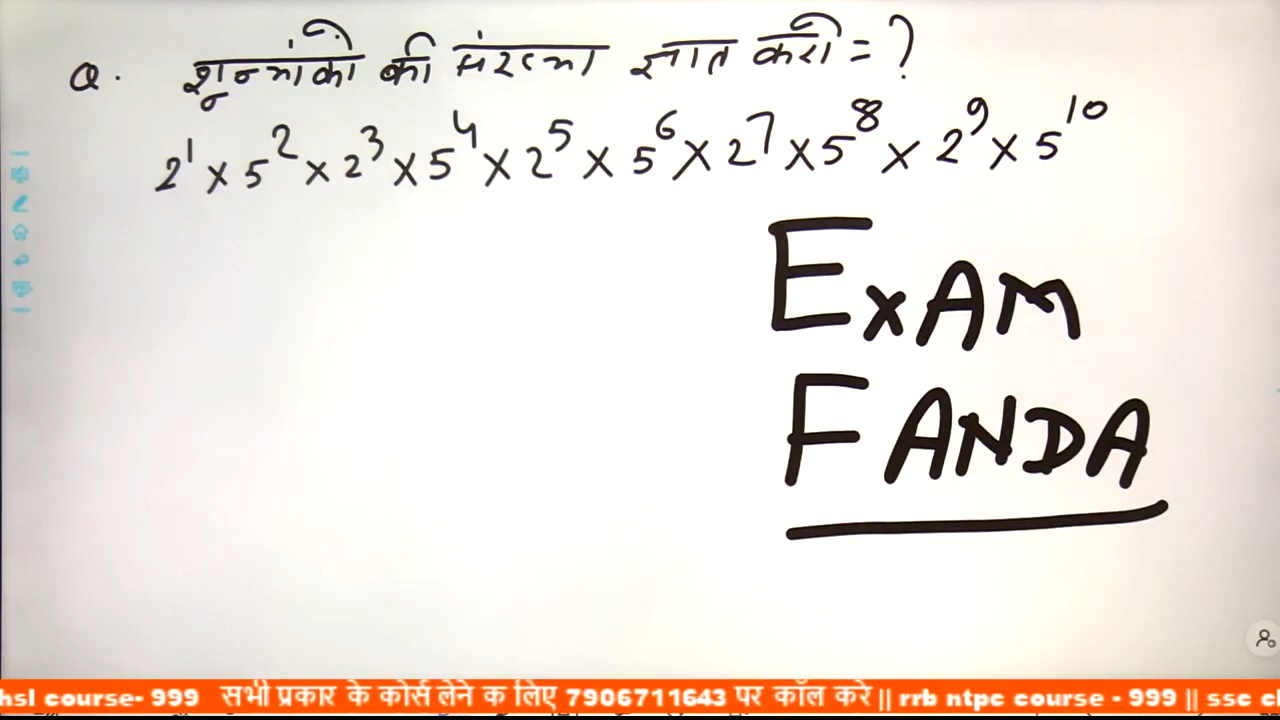 Q. शून्यांको की संख्या ज्ञात करो = ?
2¹ × 5² × 2³ × 5⁴ × 2⁵ × 5⁶ × 2⁷ × 5⁸ × 2⁹ × 5¹⁰
ExAM
FANDA
hsl course- 999 सभी प्रकार के कोर्स लेने क लिए 7906711643 पर कॉल करे || rrb ntpc course - 999 || ssc c